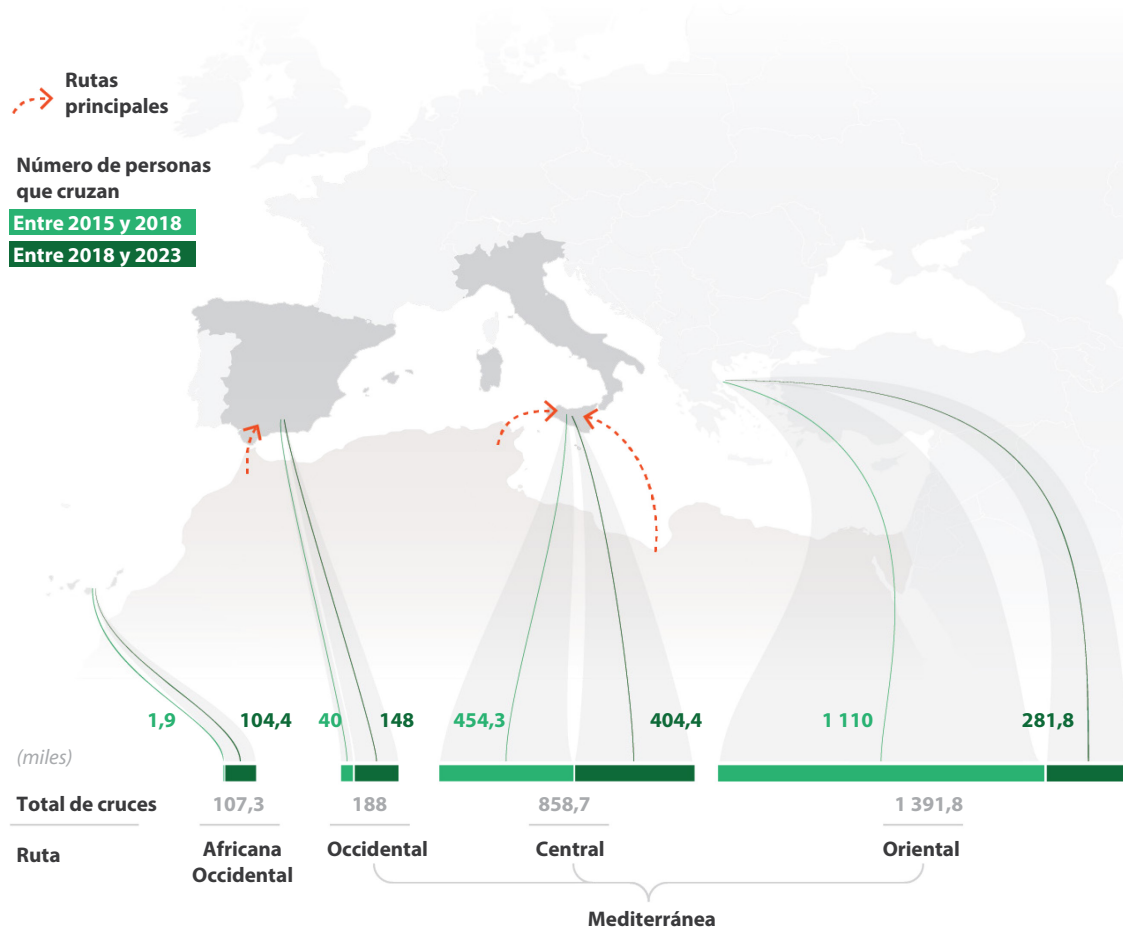 Rutas
principales
Número de personas
que cruzan
Entre 2015 y 2018
Entre 2018 y 2023
1,9
104,4
40
148
454,3
404,4
1 110
281,8
(miles)
Total de cruces
107,3
188
858,7
1 391,8
Ruta
Africana
Occidental
Occidental
Central
Oriental
Mediterránea